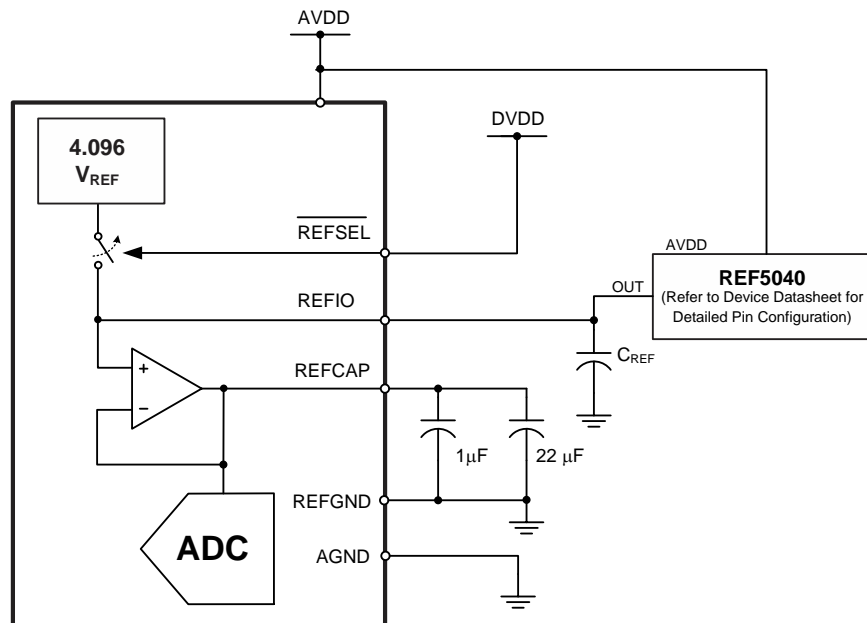 AVDD
DVDD
4.096
VREF
REFSEL
AVDD
REF5040
(Refer to Device Datasheet for
Detailed Pin Configuration)
OUT
REFIO
CREF
REFCAP
+
−
1μF
22 μF
REFGND
ADC
AGND